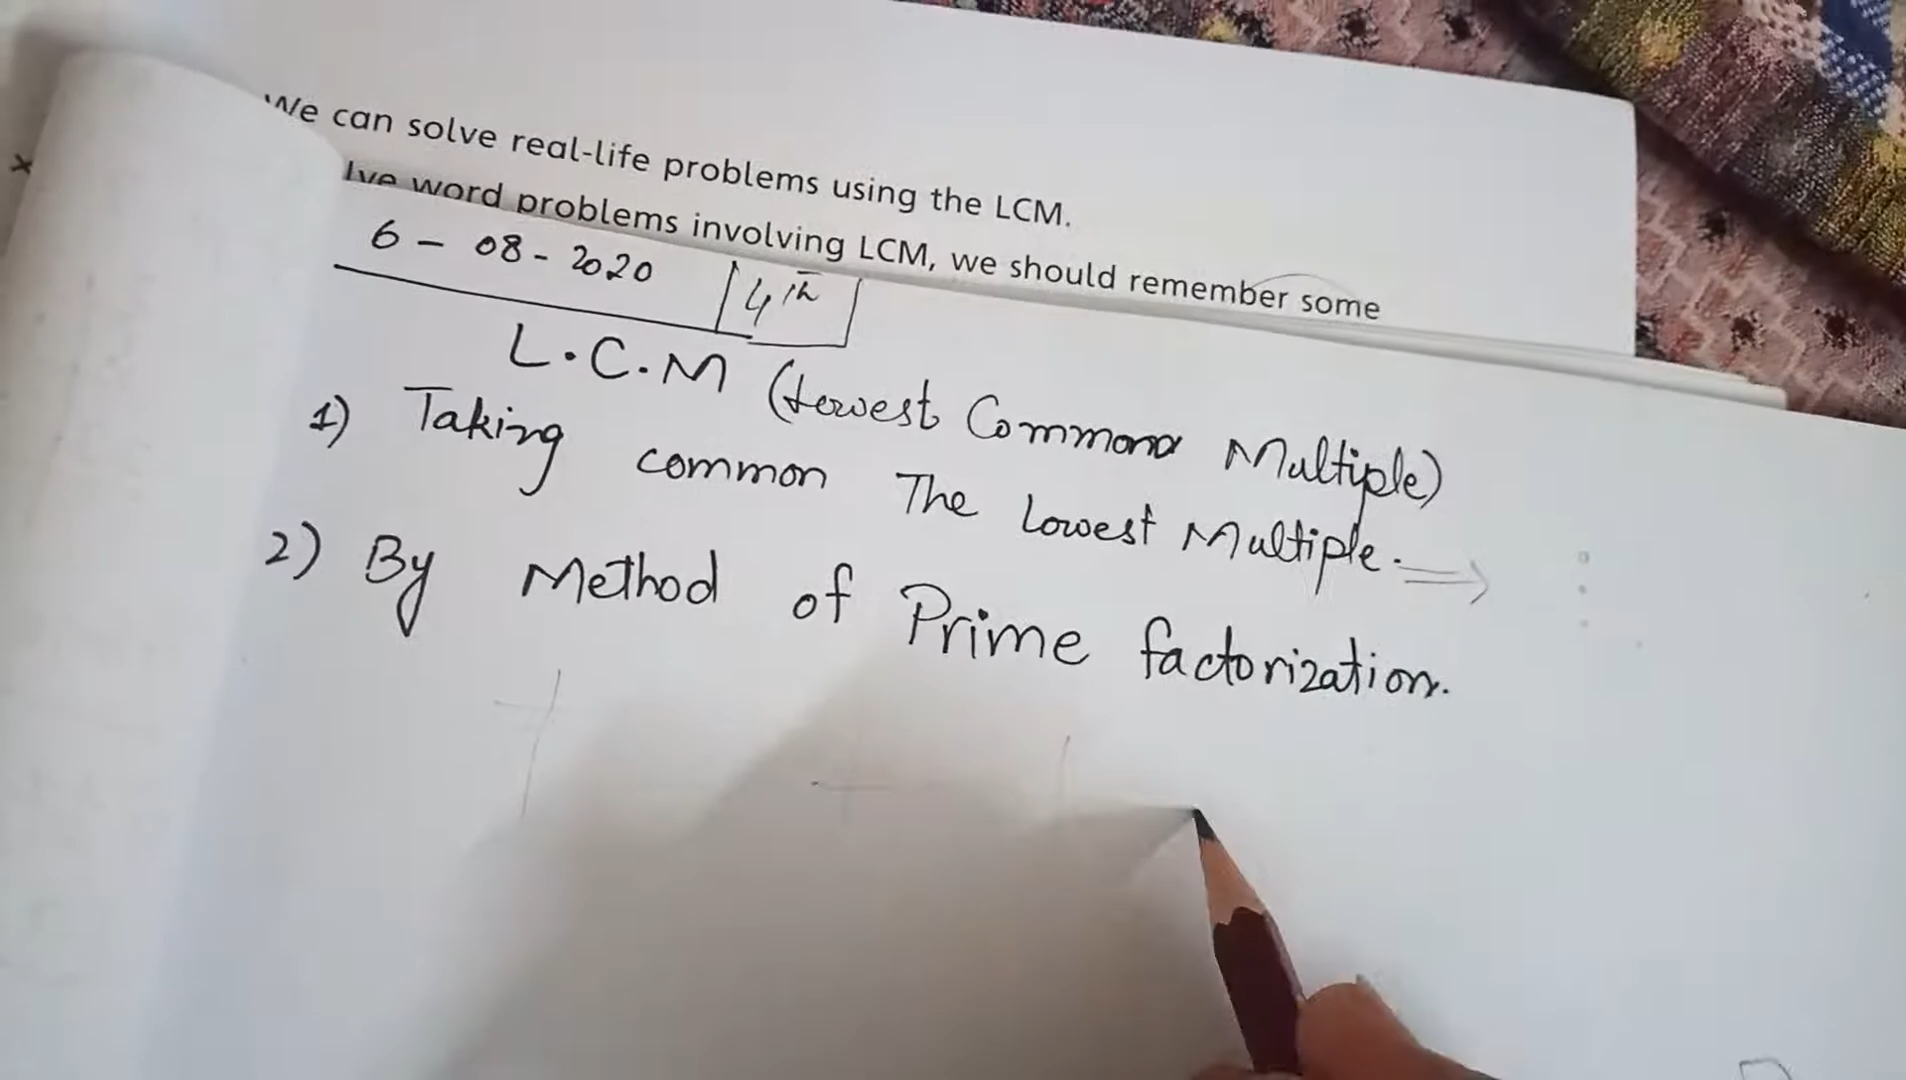 We can solve real-life problems using the LCM.
lve word problems involving LCM, we should remember some
6 - 08 - 2020 4th
L.C.M (Lowest Common Multiple)
1) Taking common The Lowest Multiple. ⇒
2) By Method of Prime factorization.